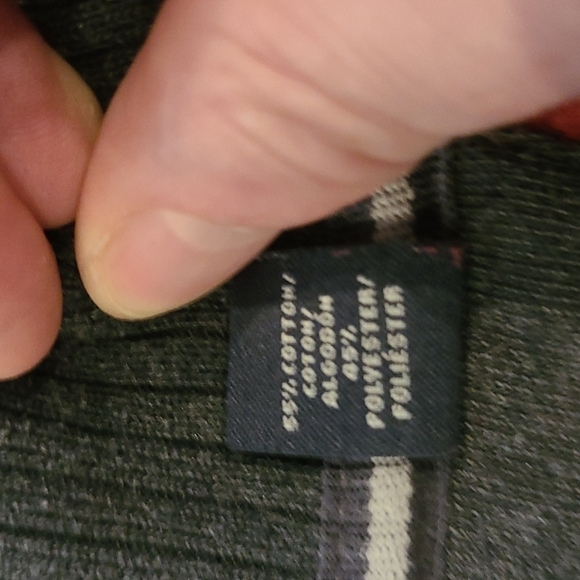 55% COTTON/
COTON/
ALGODÓN
45%
POLYESTER/
POLIÉSTER